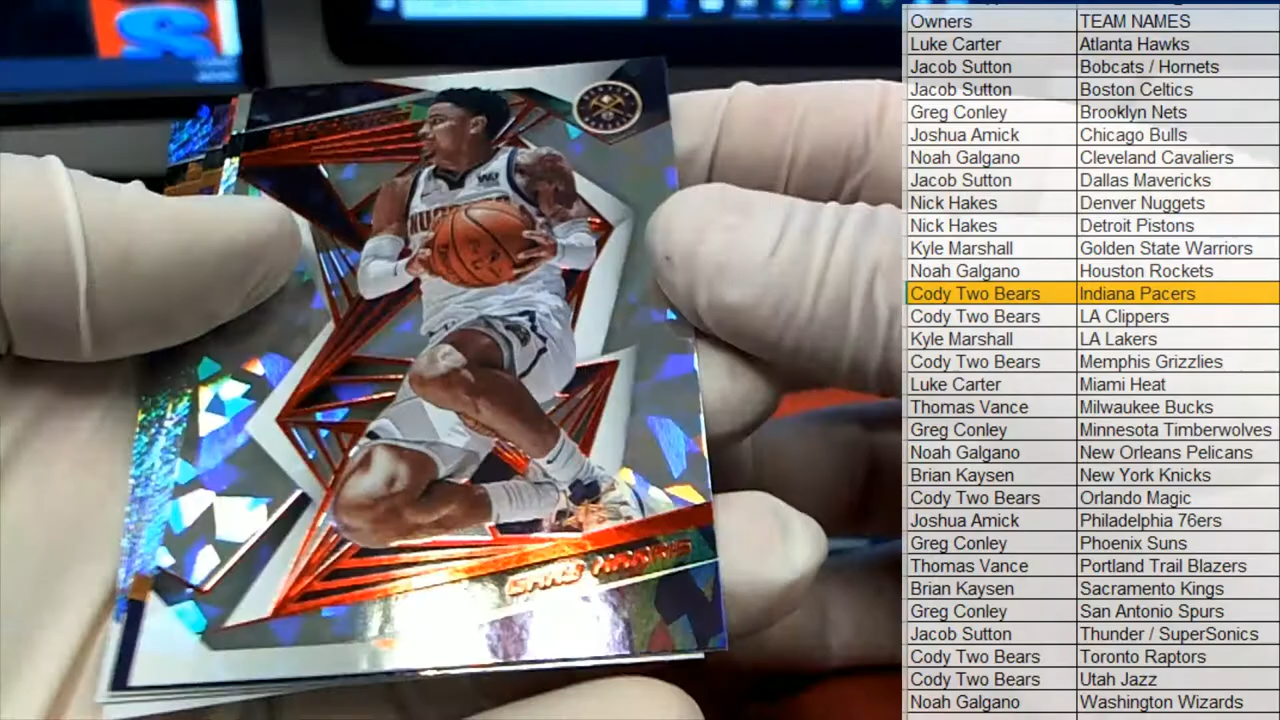 Owners TEAM NAMES
Luke Carter Atlanta Hawks
Jacob Sutton Bobcats / Hornets
Jacob Sutton Boston Celtics
Greg Conley Brooklyn Nets
Joshua Amick Chicago Bulls
Noah Galgano Cleveland Cavaliers
Jacob Sutton Dallas Mavericks
Nick Hakes Denver Nuggets
Nick Hakes Detroit Pistons
Kyle Marshall Golden State Warriors
Noah Galgano Houston Rockets
Cody Two Bears Indiana Pacers
Cody Two Bears LA Clippers
Kyle Marshall LA Lakers
Cody Two Bears Memphis Grizzlies
Luke Carter Miami Heat
Thomas Vance Milwaukee Bucks
Greg Conley Minnesota Timberwolves
Noah Galgano New Orleans Pelicans
Brian Kaysen New York Knicks
Cody Two Bears Orlando Magic
Joshua Amick Philadelphia 76ers
Greg Conley Phoenix Suns
Thomas Vance Portland Trail Blazers
Brian Kaysen Sacramento Kings
Greg Conley San Antonio Spurs
Jacob Sutton Thunder / SuperSonics
Cody Two Bears Toronto Raptors
Cody Two Bears Utah Jazz
Noah Galgano Washington Wizards
GARY HARRIS